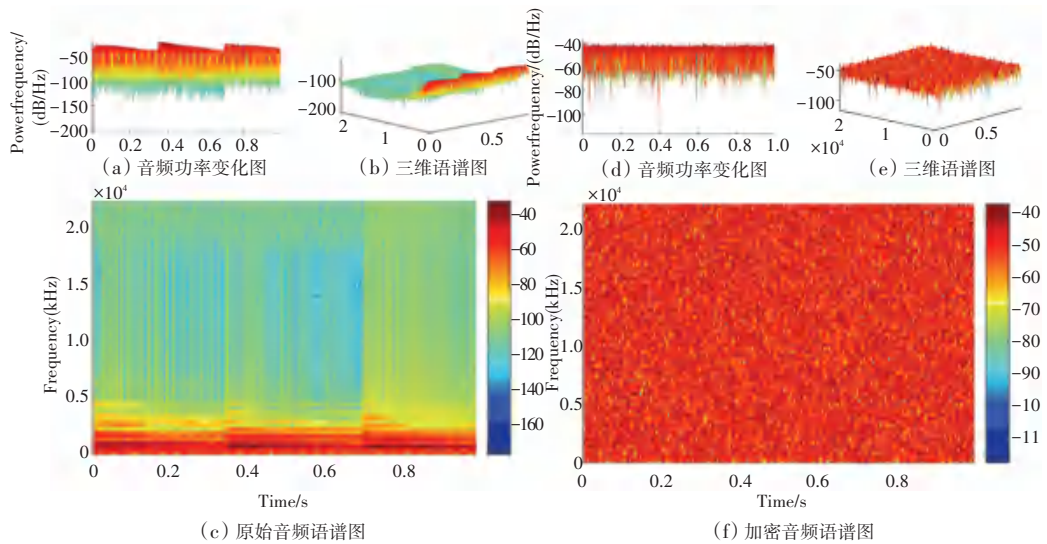 Powerfrequency/
(dB/Hz)
−50
−100
−150
−200
0 0.2 0.4 0.6 0.8
(a)音频功率变化图
−100
−200
2 1 0 0 0.5
(b)三维语谱图
Powerfrequency/(dB/Hz)
−40
−60
−80
−100
0 0.2 0.4 0.6 0.8 1.0
(d)音频功率变化图
−50
−100
2 1 0 0 0.5
×10⁴
(e)三维语谱图
×10⁴
Frequency(kHz)
2.0
1.5
1.0
0.5
0
0 0.2 0.4 0.6 0.8
Time/s
−40
−60
−80
−100
−120
−140
−160
(c)原始音频语谱图
×10⁴
Frequency(kHz)
2.0
1.5
1.0
0.5
0
0 0.2 0.4 0.6 0.8
Time/s
−40
−50
−60
−70
−80
−90
−10
−11
(f)加密音频语谱图